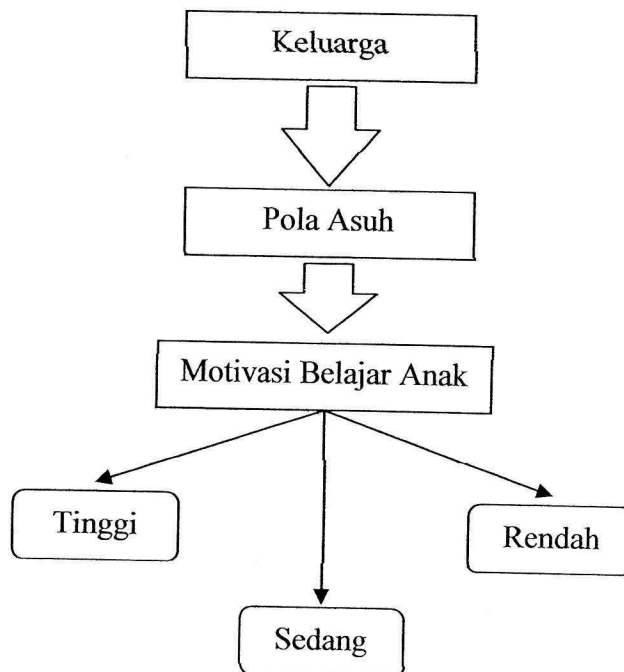 Keluarga
Pola Asuh
Motivasi Belajar Anak
Tinggi
Rendah
Sedang